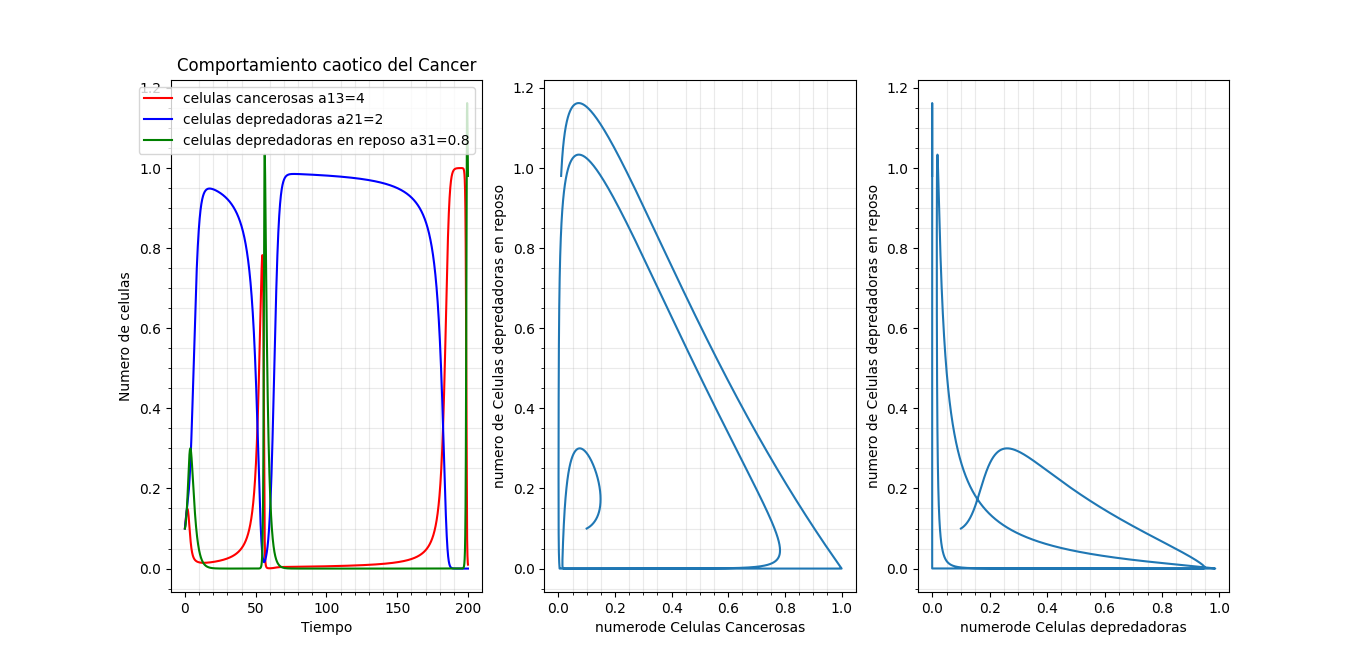 Comportamiento caotico del Cancer
celulas cancerosas a13=4
celulas depredadoras a21=2
celulas depredadoras en reposo a31=0.8
Numero de celulas
1.2
1.0
0.8
0.6
0.4
0.2
0.0
0 50 100 150 200
Tiempo
numero de Celulas depredadoras en reposo
1.2
1.0
0.8
0.6
0.4
0.2
0.0
0.0 0.2 0.4 0.6 0.8 1.0
numerode Celulas Cancerosas
numero de Celulas depredadoras en reposo
1.2
1.0
0.8
0.6
0.4
0.2
0.0
0.0 0.2 0.4 0.6 0.8 1.0
numerode Celulas depredadoras